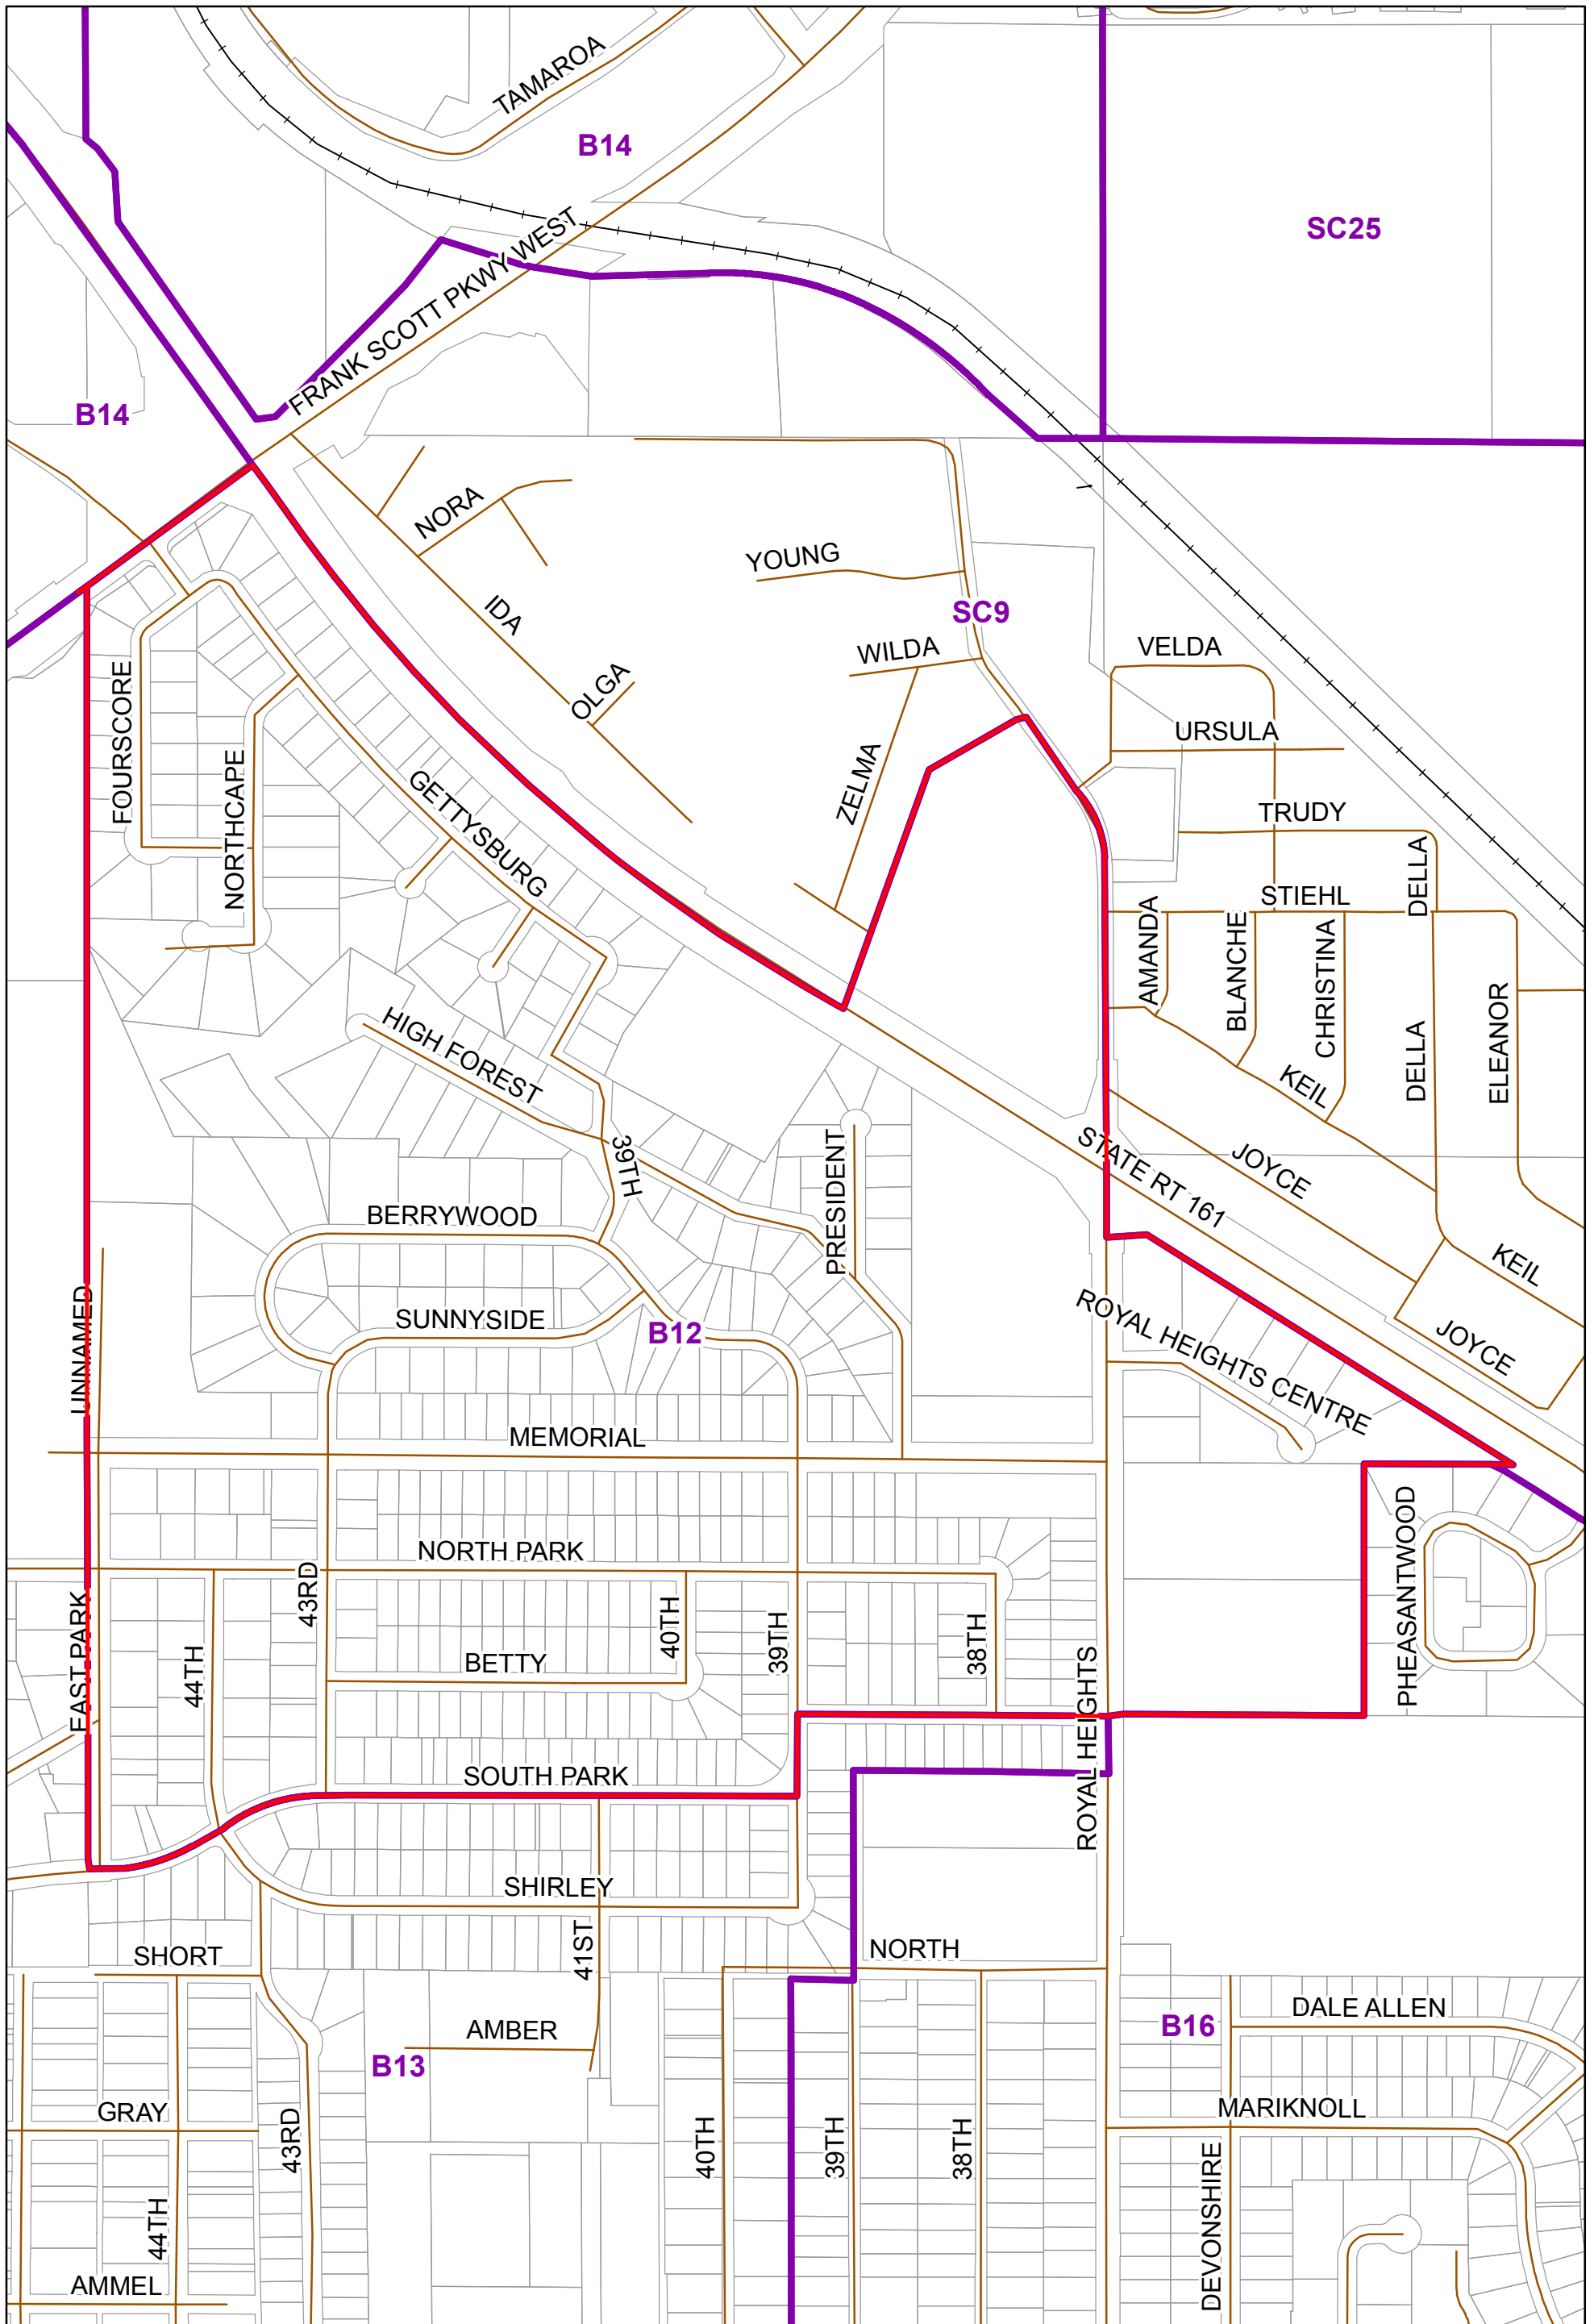 TAMAROA
B14
SC25
FRANK SCOTT PKWY WEST
B14
NORA
YOUNG
IDA
SC9
WILDA
VELDA
OLGA
FOURSCORE
URSULA
NORTHCAPE
ZELMA
GETTYSBURG
TRUDY
DELLA
STIEHL
AMANDA
BLANCHE
CHRISTINA
HIGH FOREST
DELLA
ELEANOR
KEIL
39TH
PRESIDENT
STATE RT 161
JOYCE
BERRYWOOD
KEIL
SUNNYSIDE
B12
UNNAMED
ROYAL HEIGHTS CENTRE
JOYCE
MEMORIAL
NORTH PARK
PHEASANTWOOD
43RD
EAST PARK
44TH
40TH
39TH
38TH
BETTY
ROYAL HEIGHTS
SOUTH PARK
SHIRLEY
41ST
NORTH
SHORT
AMBER
B13
B16
DALE ALLEN
GRAY
43RD
MARIKNOLL
40TH
39TH
38TH
44TH
DEVONSHIRE
AMMEL